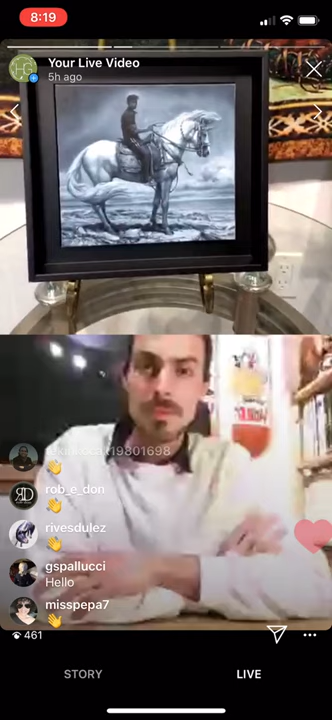 8:19
Your Live Video
5h ago
rob_e_don
👋
rivesdulez
👋
gspallucci
Hello
misspepa7
👋
461
STORY
LIVE